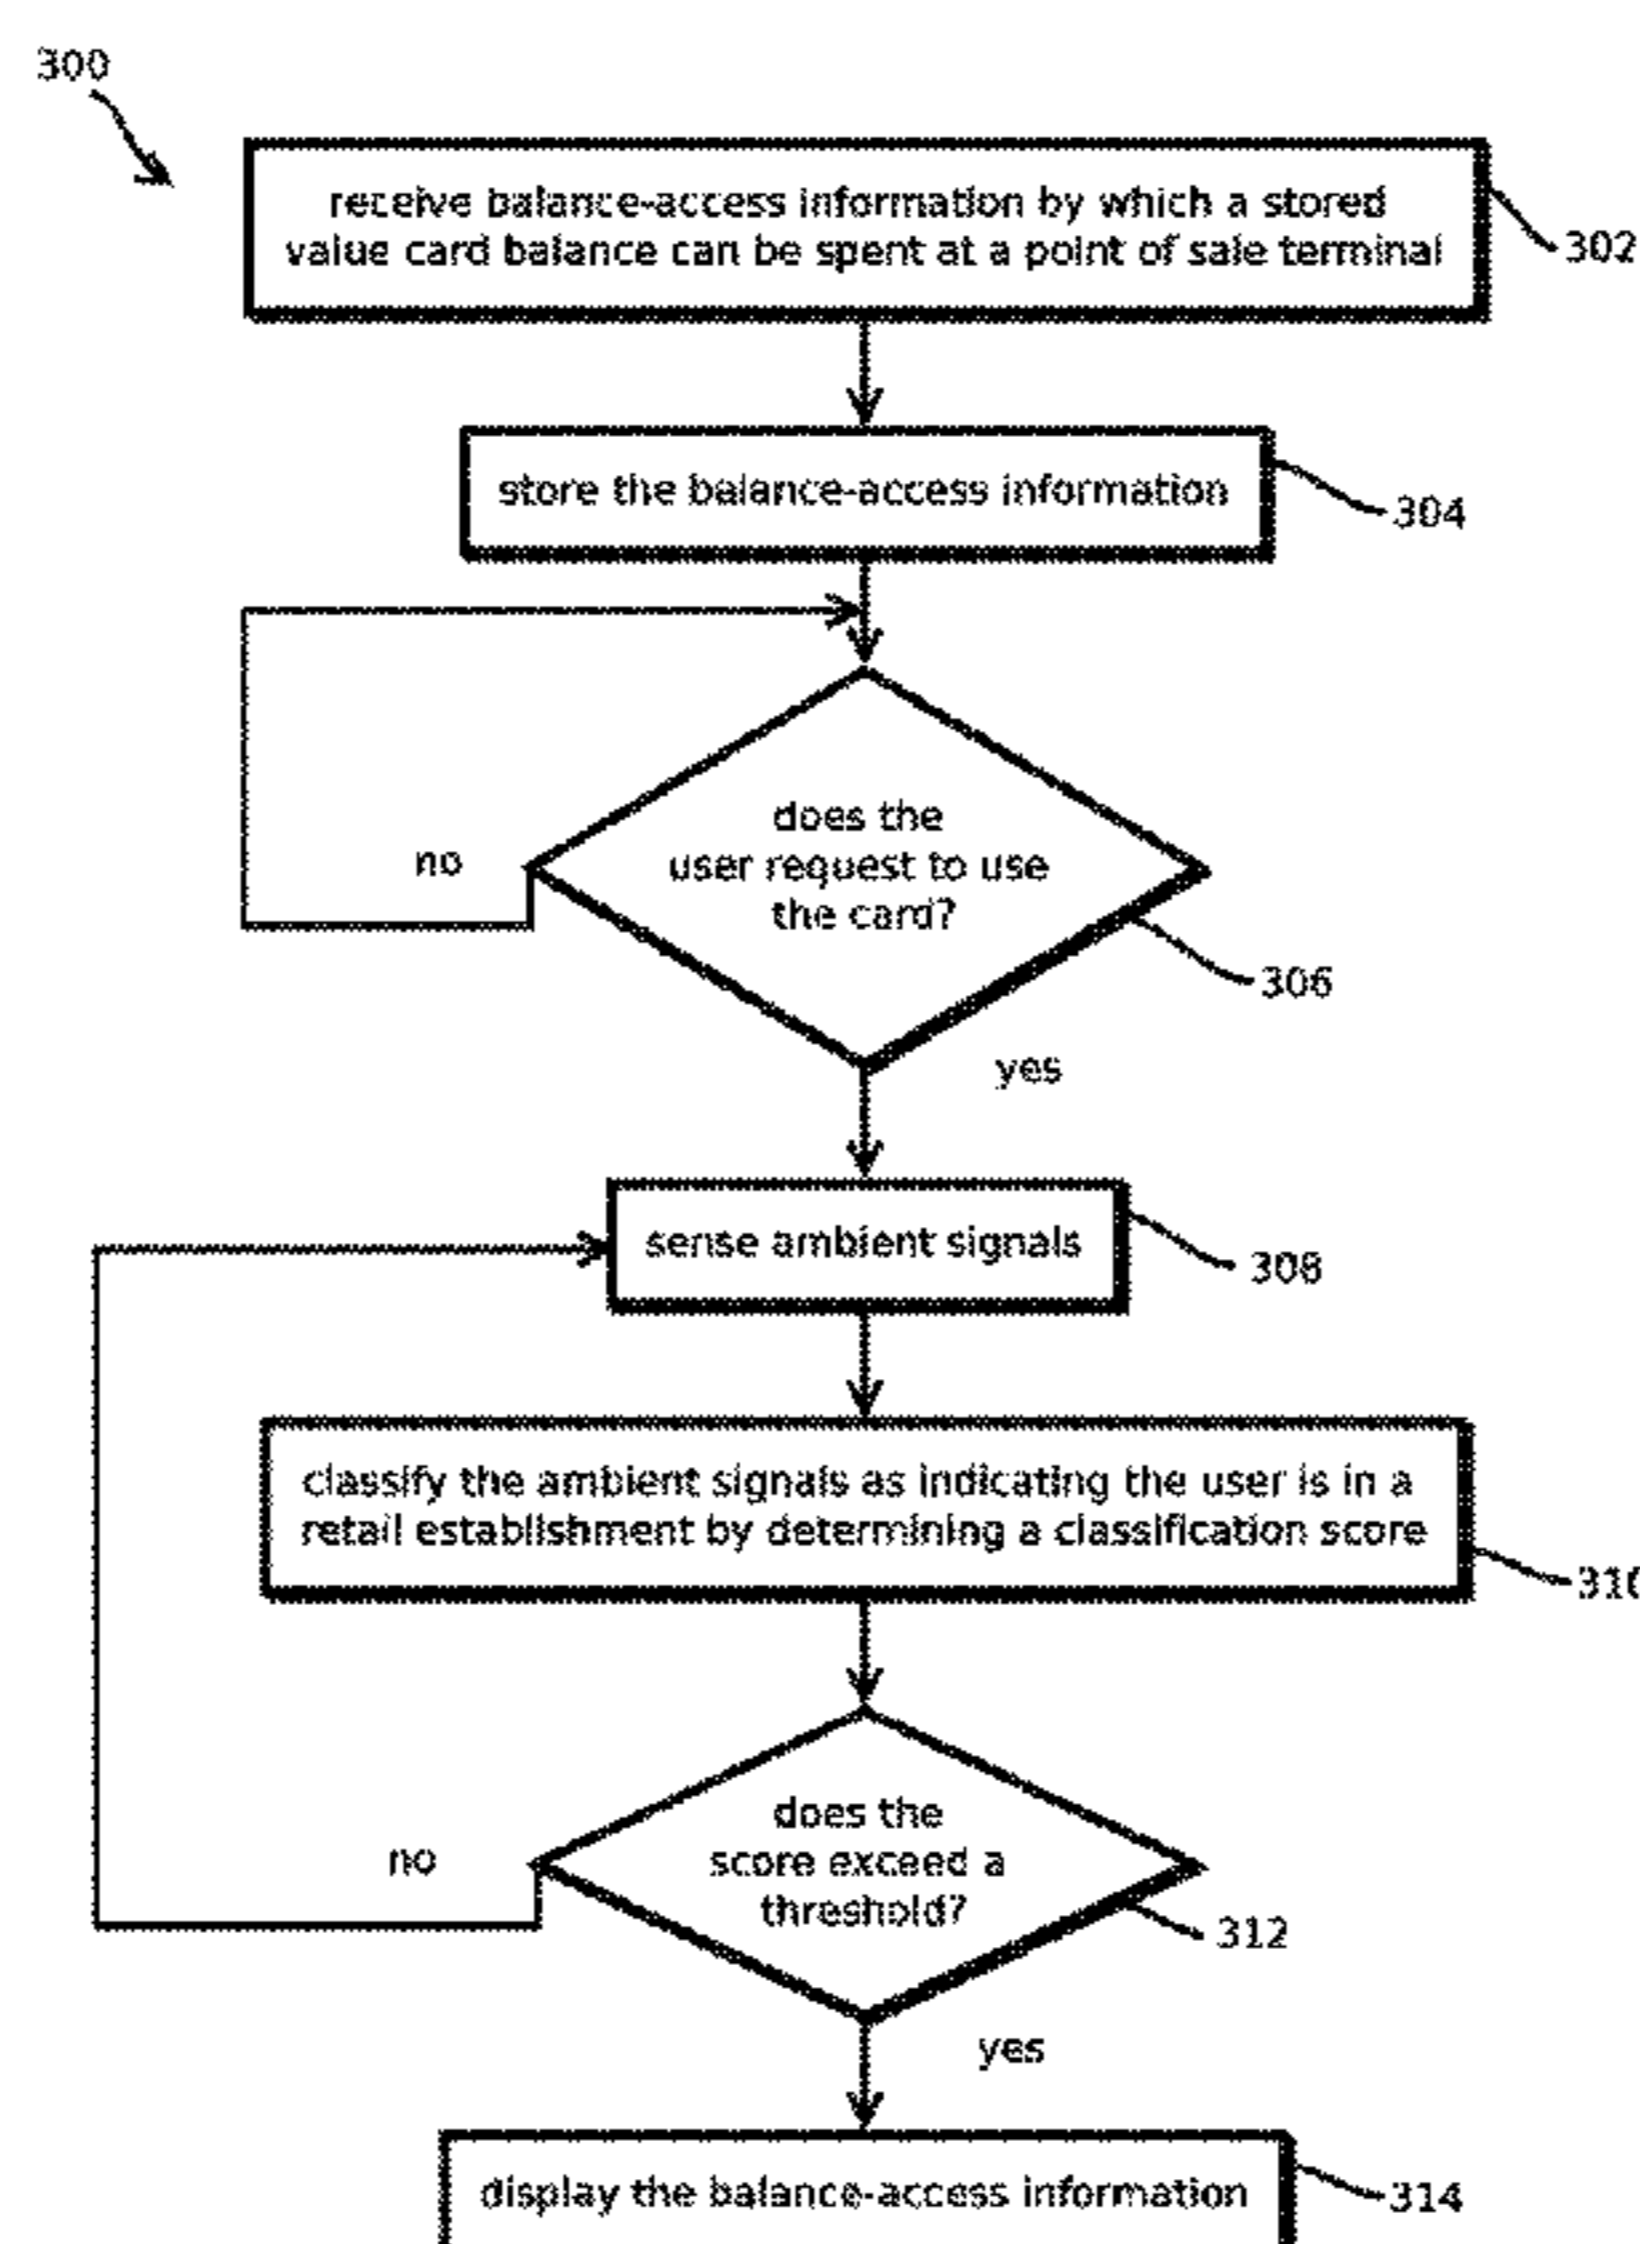 300
receive balance-access information by which a stored
value card balance can be spent at a point of sale terminal
302
store the balance-access information
304
does the
user request to use
the card?
no
306
yes
sense ambient signals
308
classify the ambient signals as indicating the user is in a
retail establishment by determining a classification score
310
does the
score exceed a
threshold?
no
312
yes
display the balance-access information
314